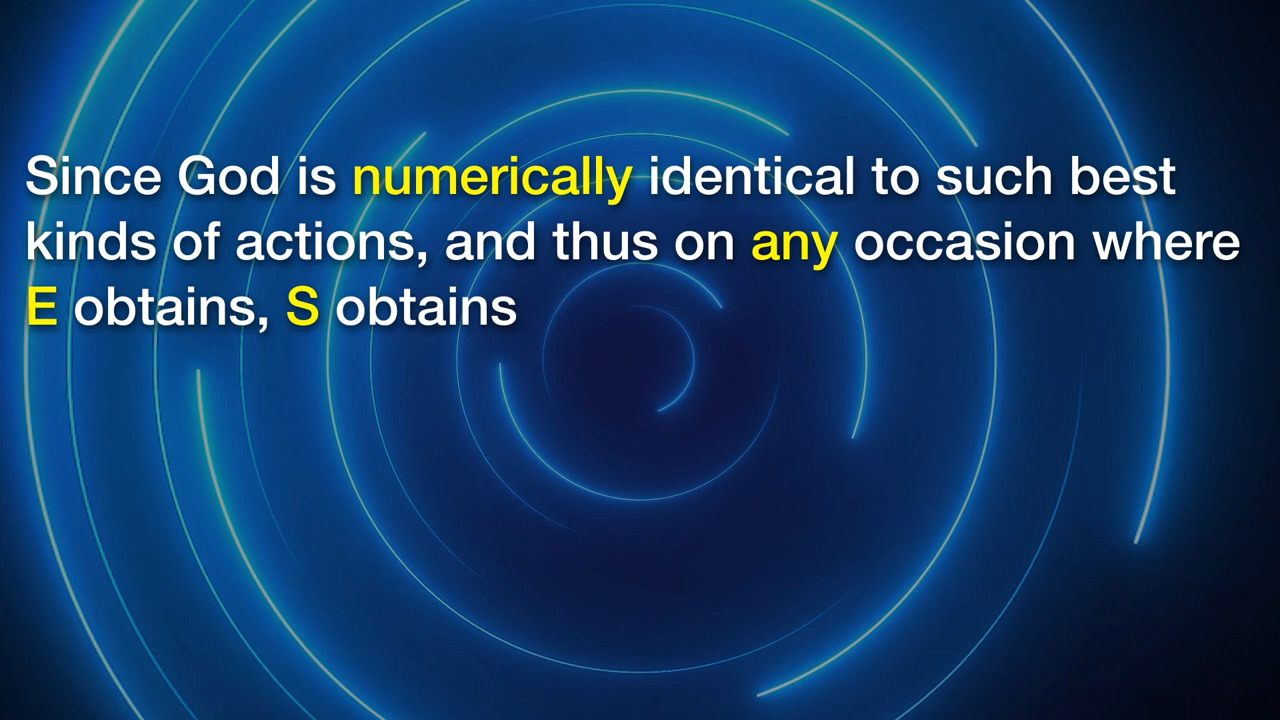 Since God is numerically identical to such best
kinds of actions, and thus on any occasion where
E obtains, S obtains